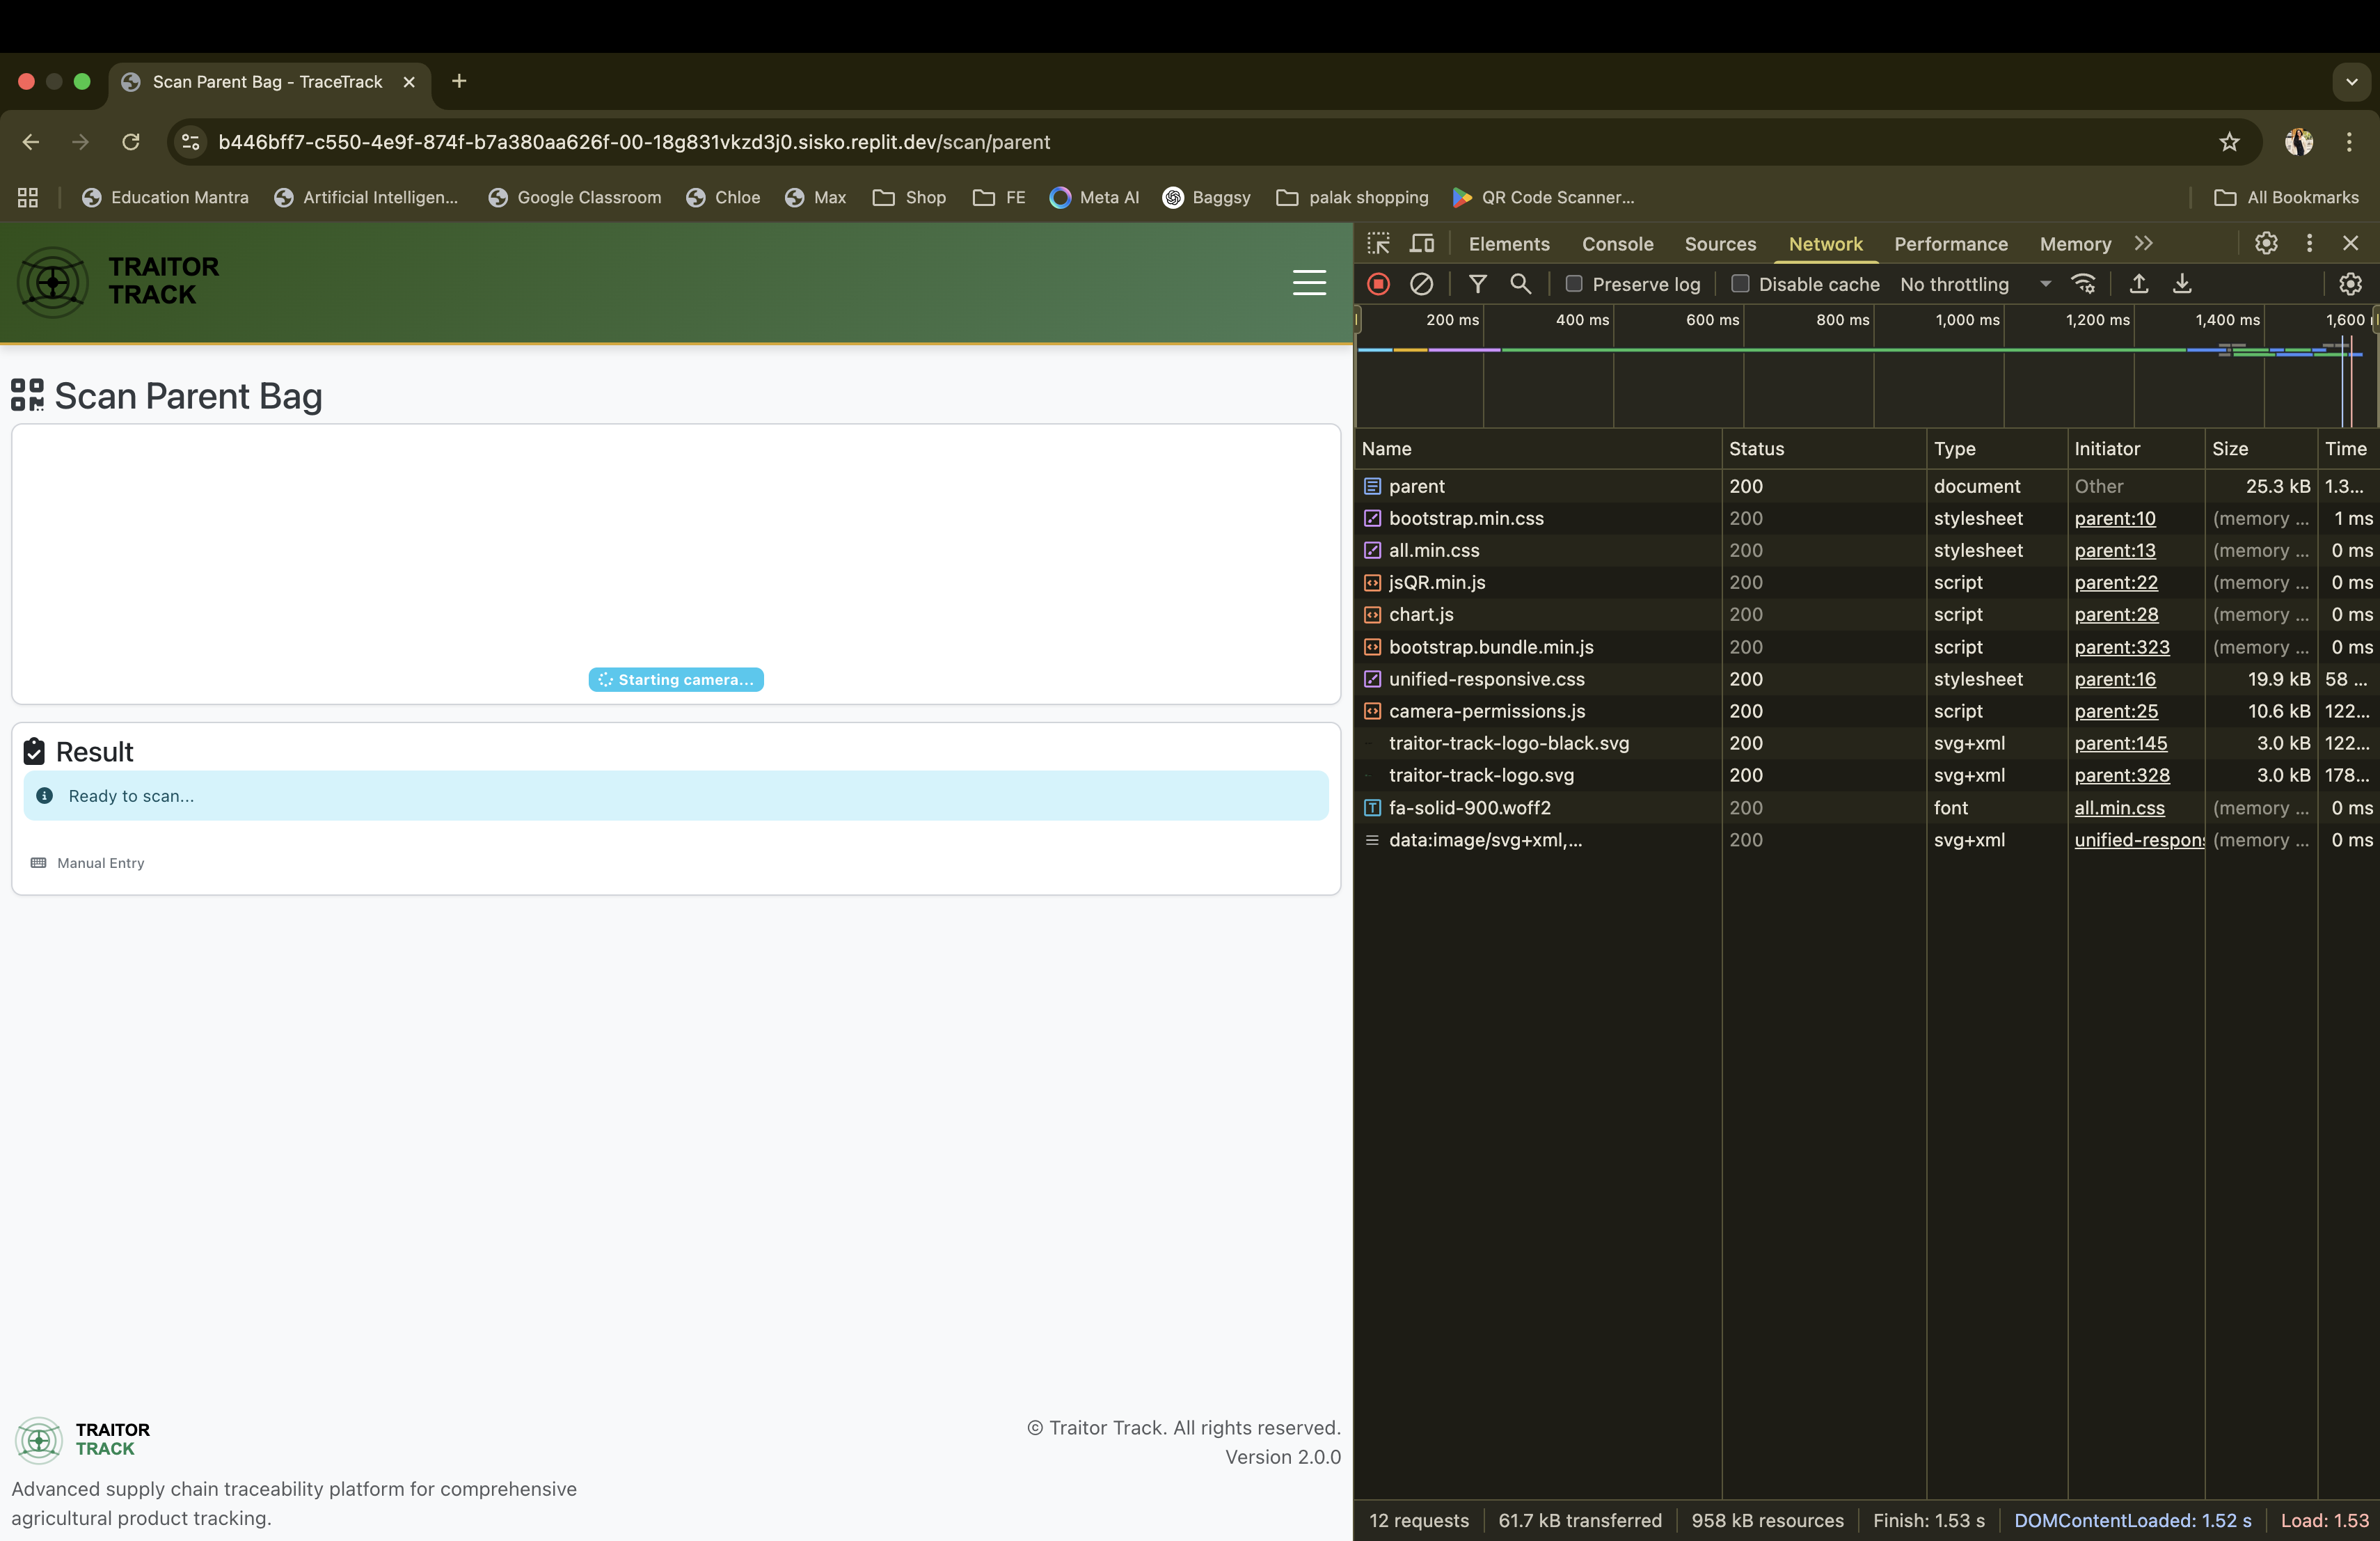 Scan Parent Bag - TraceTrack
b446bff7-c550-4e9f-874f-b7a380aa626f-00-18g831vkzd3j0.sisko.replit.dev/scan/parent
Education Mantra Artificial Intelligen... Google Classroom Chloe Max Shop FE Meta AI Baggsy palak shopping QR Code Scanner... All Bookmarks
TRAITOR
TRACK
Scan Parent Bag
Starting camera...
Result
Ready to scan...
Manual Entry
TRAITOR
TRACK
Advanced supply chain traceability platform for comprehensive
agricultural product tracking.
© Traitor Track. All rights reserved.
Version 2.0.0
Elements Console Sources Network Performance Memory
Preserve log Disable cache No throttling
200 ms 400 ms 600 ms 800 ms 1,000 ms 1,200 ms 1,400 ms 1,600
Name Status Type Initiator Size Time
parent 200 document Other 25.3 kB 1.3...
bootstrap.min.css 200 stylesheet parent:10 (memory ... 1 ms
all.min.css 200 stylesheet parent:13 (memory ... 0 ms
jsQR.min.js 200 script parent:22 (memory ... 0 ms
chart.js 200 script parent:28 (memory ... 0 ms
bootstrap.bundle.min.js 200 script parent:323 (memory ... 0 ms
unified-responsive.css 200 stylesheet parent:16 19.9 kB 58 ...
camera-permissions.js 200 script parent:25 10.6 kB 122...
traitor-track-logo-black.svg 200 svg+xml parent:145 3.0 kB 122...
traitor-track-logo.svg 200 svg+xml parent:328 3.0 kB 178...
fa-solid-900.woff2 200 font all.min.css (memory ... 0 ms
data:image/svg+xml,... 200 svg+xml unified-respons (memory ... 0 ms
12 requests 61.7 kB transferred 958 kB resources Finish: 1.53 s DOMContentLoaded: 1.52 s Load: 1.53